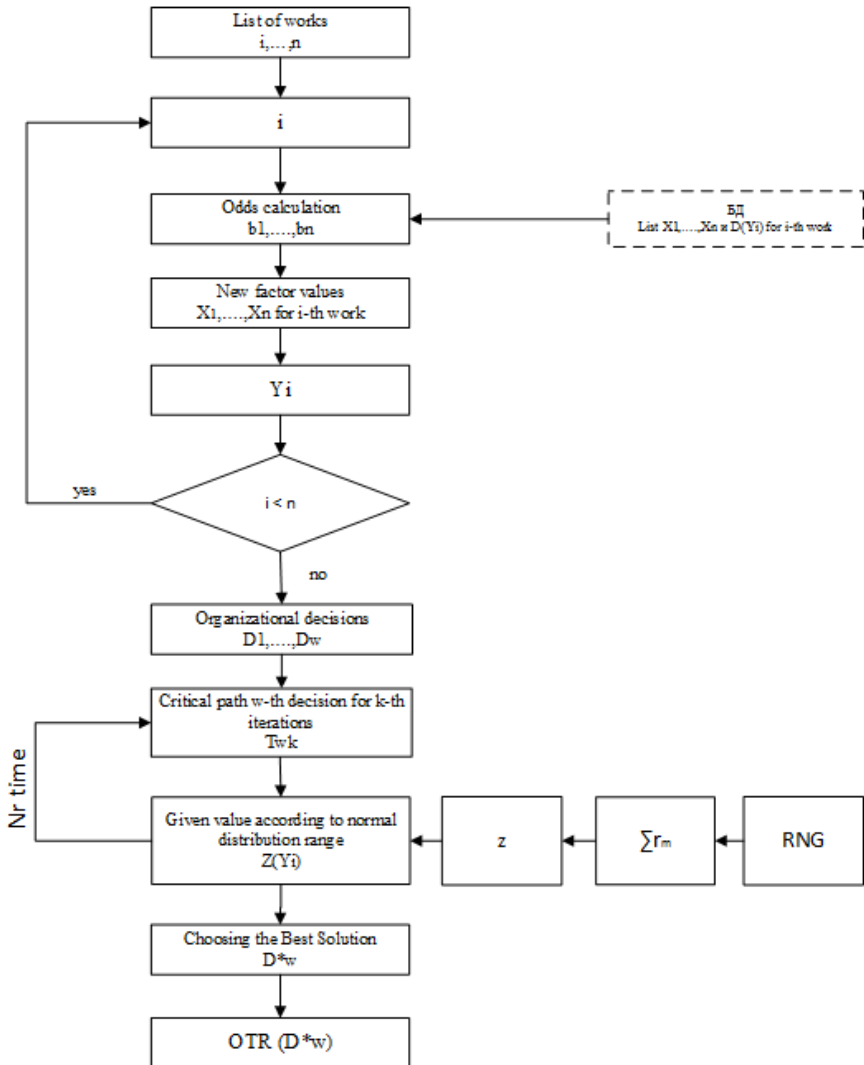 List of works
i,...,n
i
Odds calculation
b1,....,bn
БД
List X1,....,Xn и D(Yi) for i-th work
New factor values
X1,....,Xn for i-th work
Yi
yes
i < n
no
Organizational decisions
D1,....,Dw
Critical path w-th decision for k-th
iterations
Twk
Nr time
Given value according to normal
distribution range
Z(Yi)
z
∑rₘ
RNG
Choosing the Best Solution
D*w
OTR (D*w)